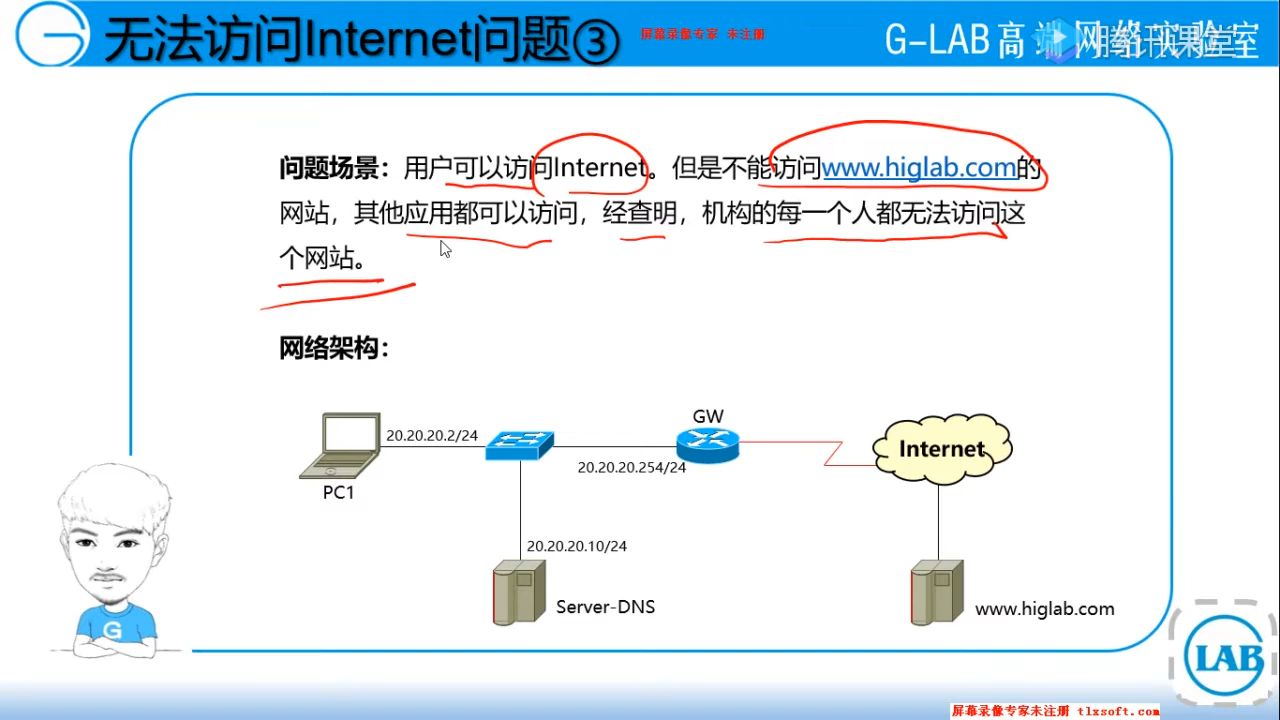 无法访问Internet问题③
屏幕录像专家 未注册
G-LAB高端网络实验室
腾讯课堂
问题场景：用户可以访问Internet。但是不能访问www.higlab.com的
网站，其他应用都可以访问，经查明，机构的每一个人都无法访问这
个网站。
网络架构：
GW
20.20.20.2/24
Internet
20.20.20.254/24
PC1
20.20.20.10/24
Server-DNS
www.higlab.com
G
LAB
屏幕录像专家未注册 tlxsoft.com